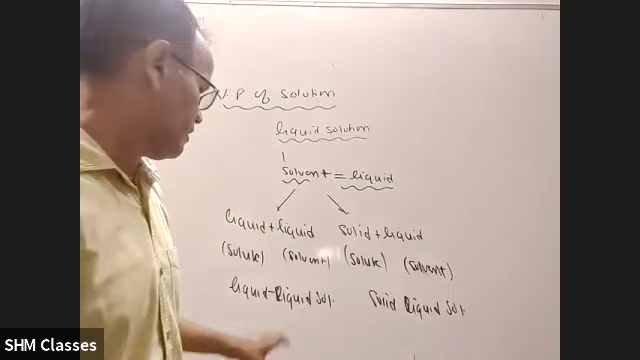 V.P of solution
liquid solution
solvent = liquid
liquid + liquid solid + liquid
(solute) (solvent) (solute) (solvent)
liquid-liquid sol. solid liquid sol
SHM Classes